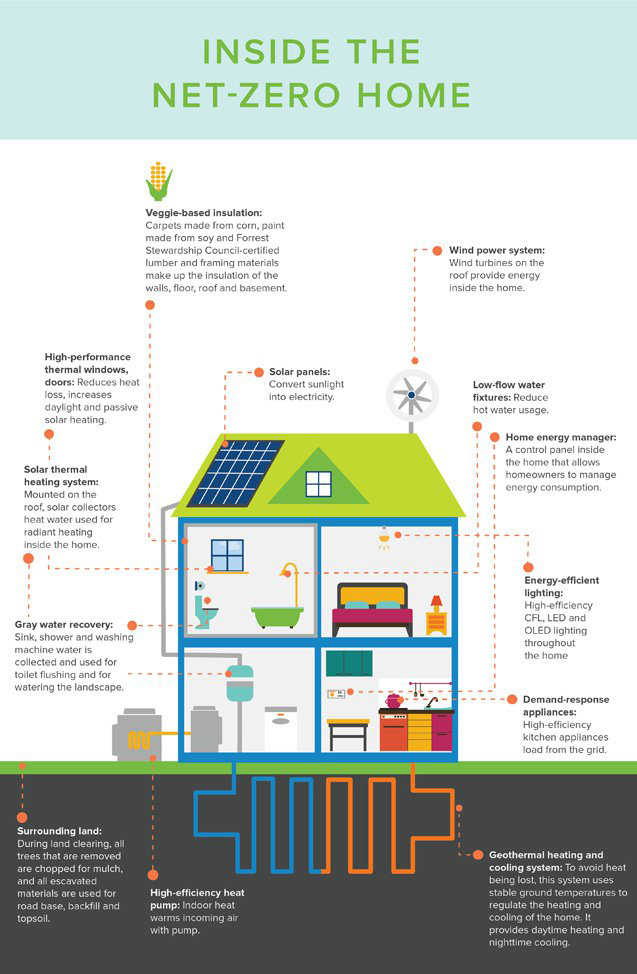 INSIDE THE
NET-ZERO HOME
Veggie-based insulation:
Carpets made from corn, paint
made from soy and Forrest
Stewardship Council-certified
lumber and framing materials
make up the insulation of the
walls, floor, roof and basement.
Wind power system:
Wind turbines on the
roof provide energy
inside the home.
High-performance
thermal windows,
doors: Reduces heat
loss, increases
daylight and passive
solar heating.
Solar panels:
Convert sunlight
into electricity.
Low-flow water
fixtures: Reduce
hot water usage.
Home energy manager:
A control panel inside
the home that allows
homeowners to manage
energy consumption.
Solar thermal
heating system:
Mounted on the
roof, solar collectors
heat water used for
radiant heating
inside the home.
Energy-efficient
lighting:
High-efficiency
CFL, LED and
OLED lighting
throughout
the home
Gray water recovery:
Sink, shower and washing
machine water is
collected and used for
toilet flushing and for
watering the landscape.
Demand-response
appliances:
High-efficiency
kitchen appliances
load from the grid.
Surrounding land:
During land clearing, all
trees that are removed
are chopped for mulch,
and all escavated
materials are used for
road base, backfill and
topsoil.
High-efficiency heat
pump: Indoor heat
warms incoming air
with pump.
Geothermal heating and
cooling system: To avoid heat
being lost, this system uses
stable ground temperatures to
regulate the heating and
cooling of the home. It
provides daytime heating and
nighttime cooling.